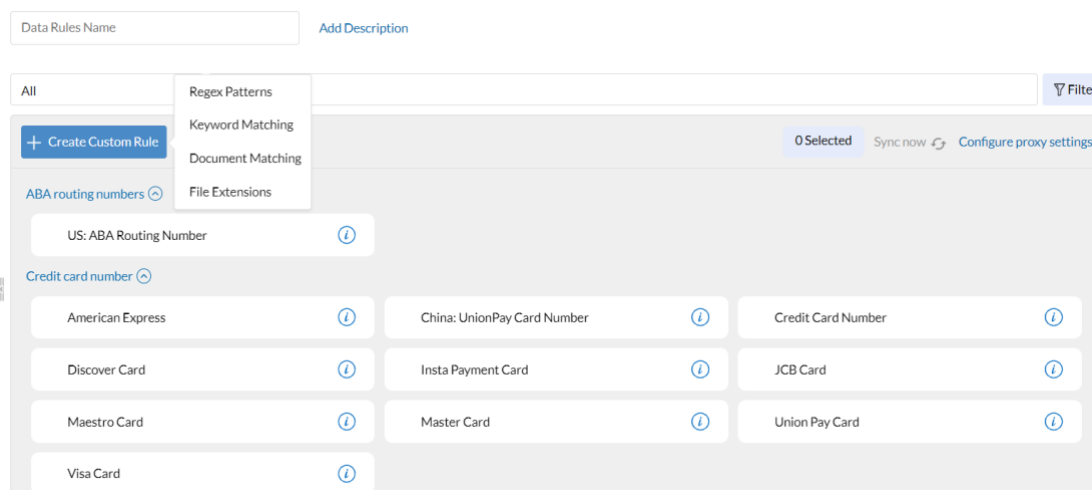 Data Rules Name
Add Description
All
Filte
Regex Patterns
Keyword Matching
Document Matching
File Extensions
Create Custom Rule
0 Selected
Sync now
Configure proxy settings
ABA routing numbers
US: ABA Routing Number
Credit card number
American Express
China: UnionPay Card Number
Credit Card Number
Discover Card
Insta Payment Card
JCB Card
Maestro Card
Master Card
Union Pay Card
Visa Card